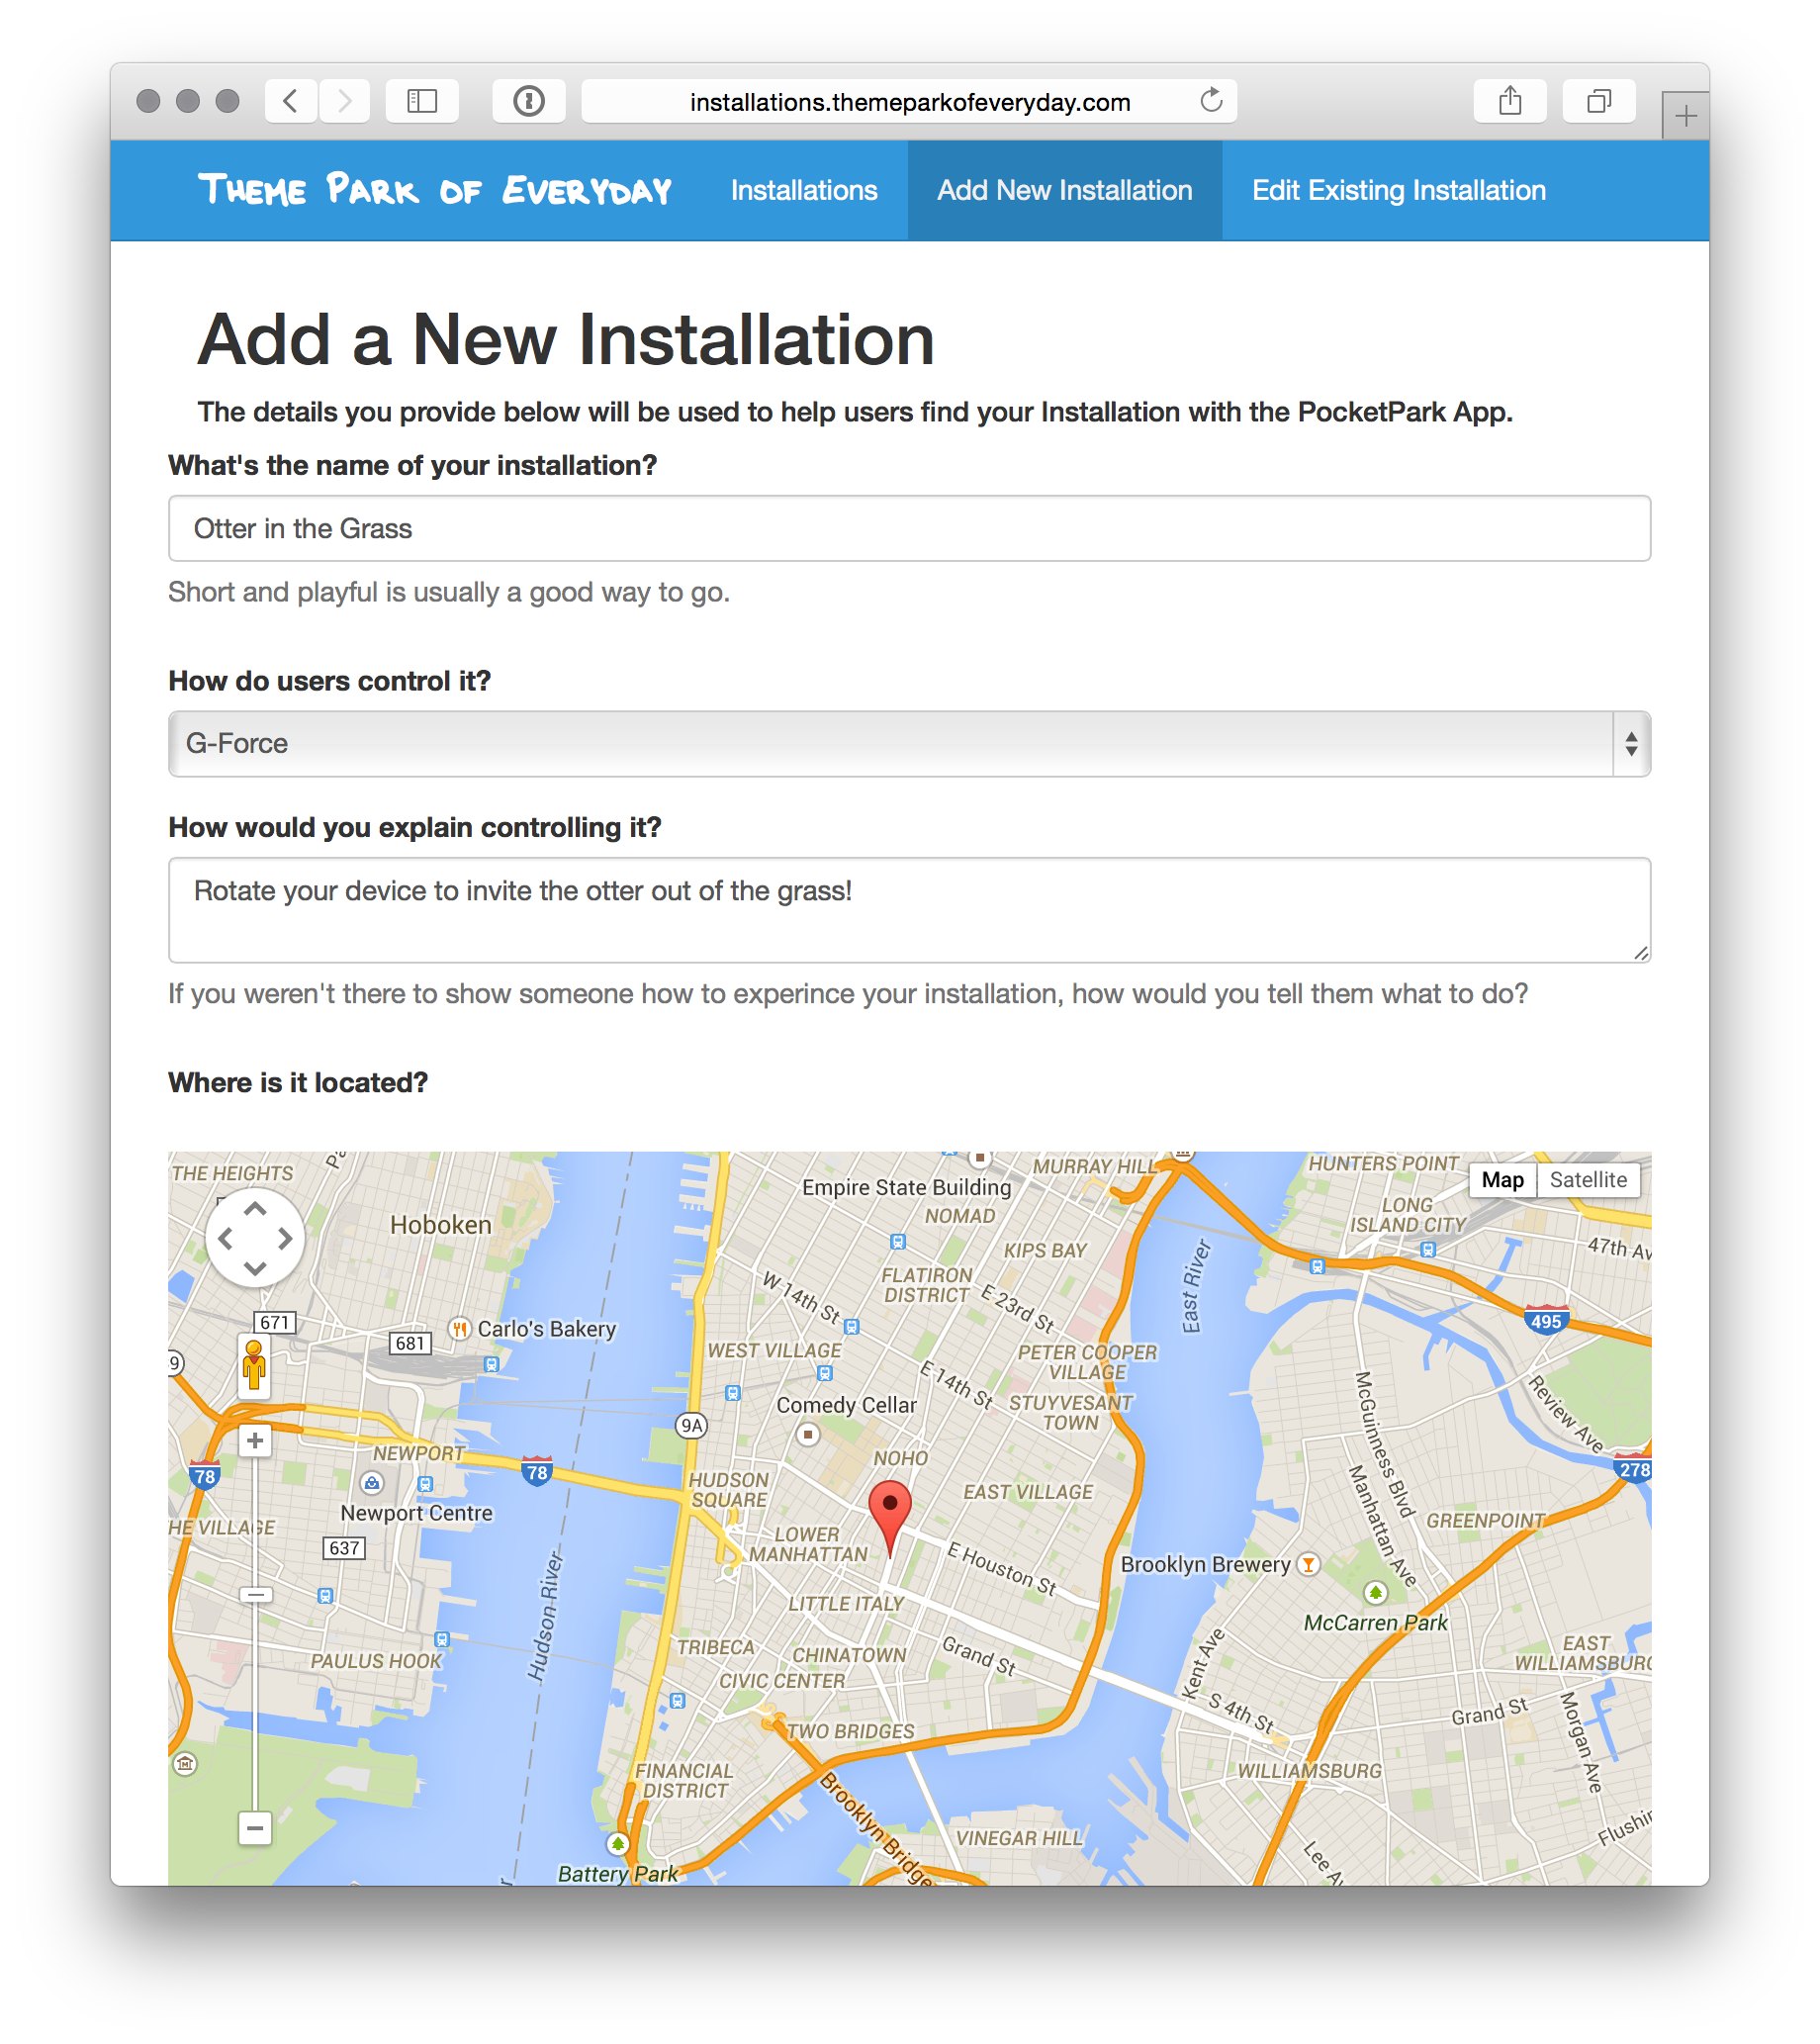 installations.themeparkofeveryday.com
THEME PARK OF EVERYDAY
Installations
Add New Installation
Edit Existing Installation
Add a New Installation
The details you provide below will be used to help users find your Installation with the PocketPark App.
What's the name of your installation?
Otter in the Grass
Short and playful is usually a good way to go.
How do users control it?
G-Force
How would you explain controlling it?
Rotate your device to invite the otter out of the grass!
If you weren't there to show someone how to experince your installation, how would you tell them what to do?
Where is it located?
THE HEIGHTS
MURRAY HILL
HUNTERS POINT
Map
Satellite
Empire State Building
NOMAD
LONG
ISLAND CITY
Hoboken
KIPS BAY
47th Av
East River
FLATIRON
DISTRICT
W 14th St
E 23rd St
671
495
681
Carlo's Bakery
WEST VILLAGE
PETER COOPER
VILLAGE
9
E 14th St
Comedy Cellar
STUYVESANT
TOWN
McGuinness Blvd
Review Ave
9A
NEWPORT
NOHO
78
78
278
HUDSON
SQUARE
EAST VILLAGE
Manhattan Ave
Newport Centre
HE VILLAGE
GREENPOINT
637
LOWER
MANHATTAN
E Houston St
Brooklyn Brewery
Hudson River
LITTLE ITALY
McCarren Park
TRIBECA
CHINATOWN
Grand St
Kent Ave
EAST
WILLIAMSBURG
PAULUS HOOK
CIVIC CENTER
S 4th St
Grand St
Morgan Ave
TWO BRIDGES
FINANCIAL
DISTRICT
WILLIAMSBURG
Brooklyn Bridge
VINEGAR HILL
Flushin
Lee Av
Battery Park